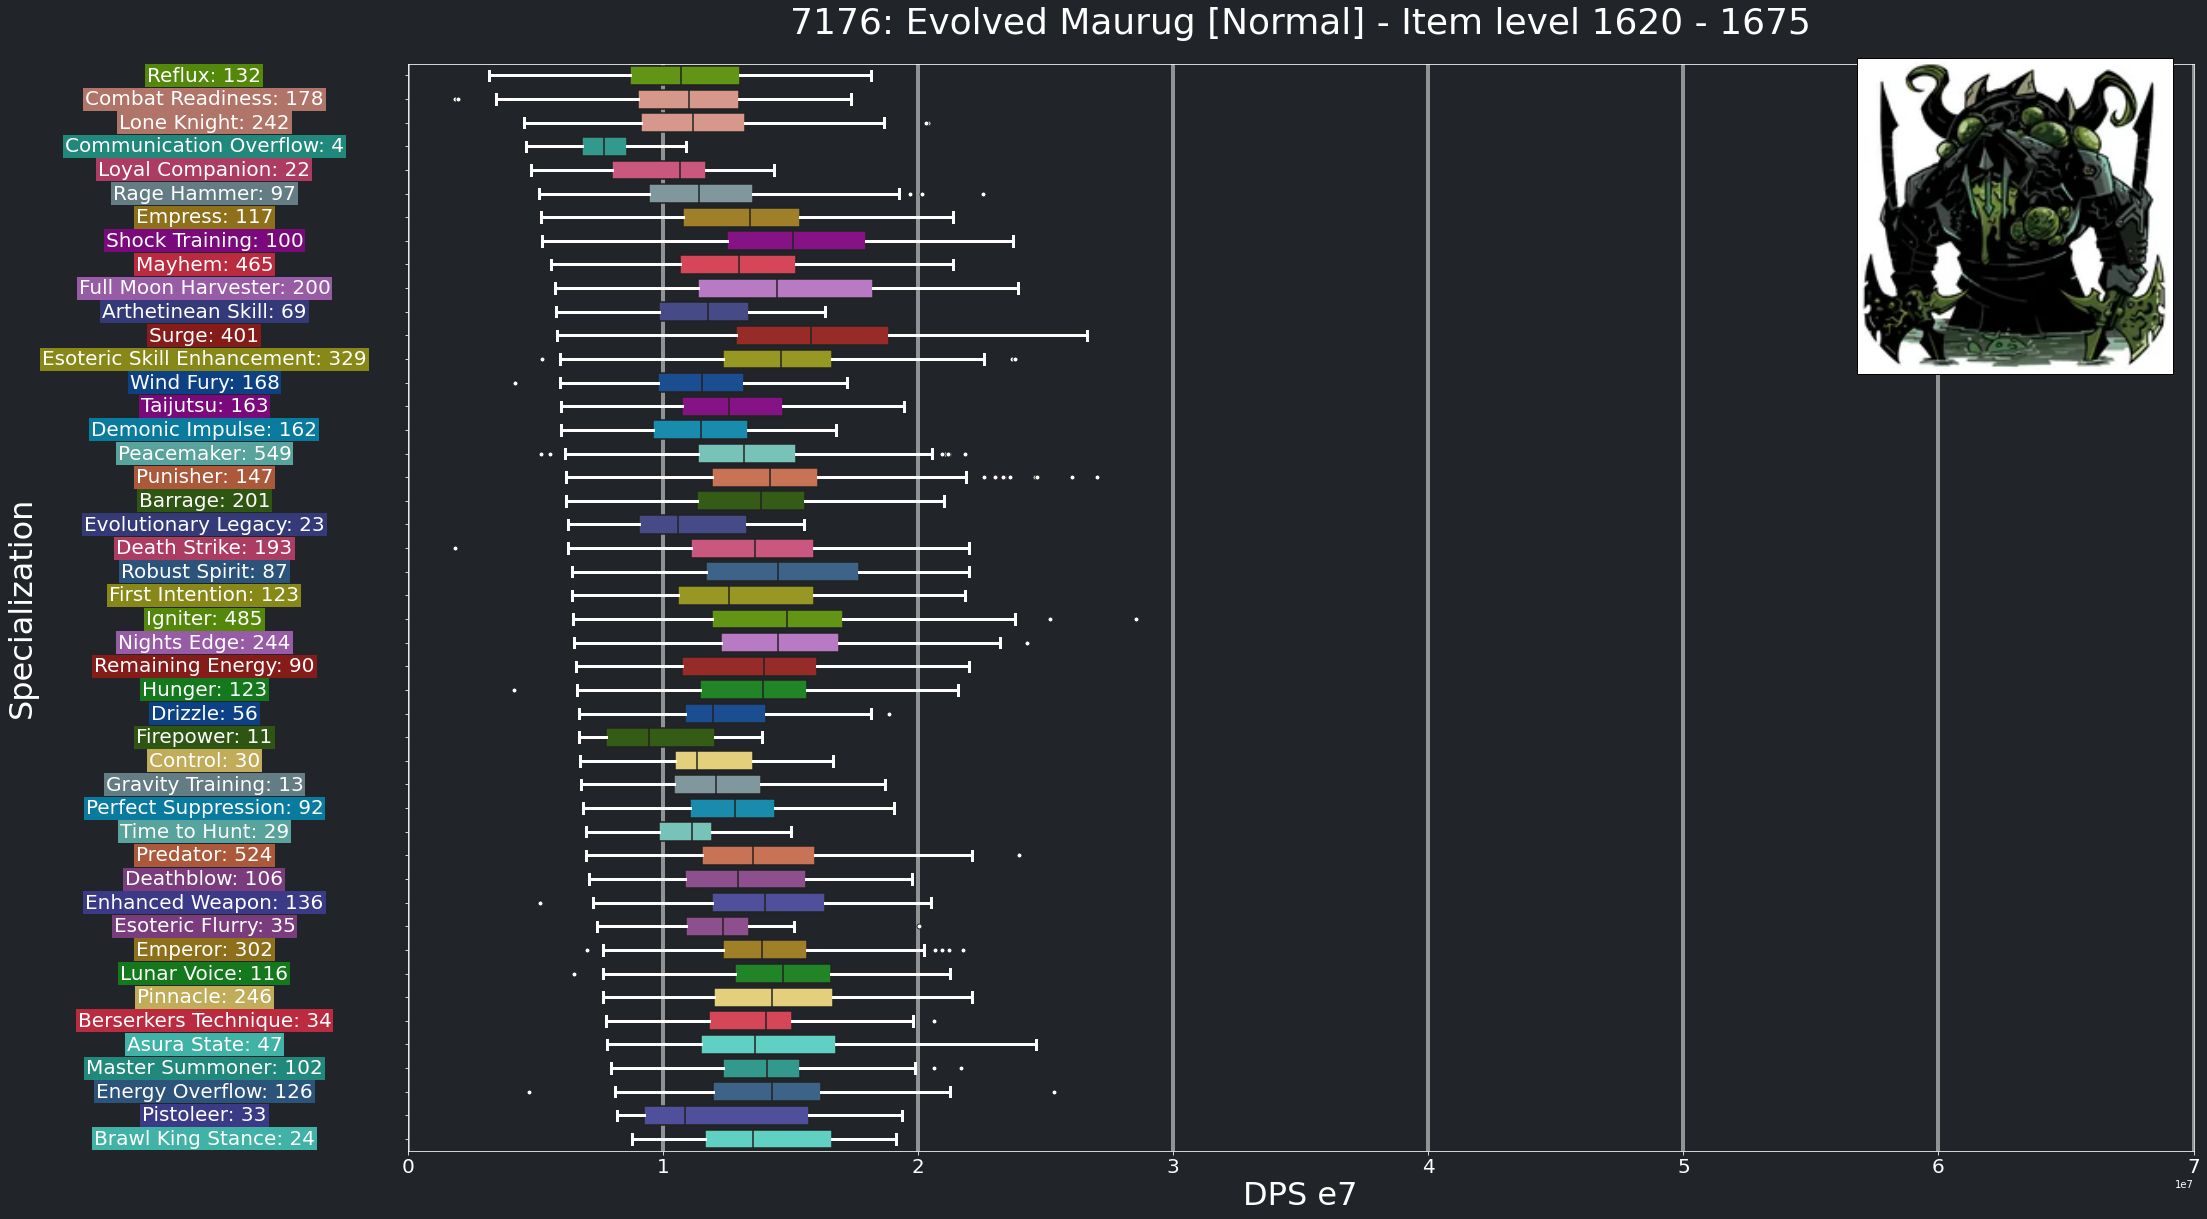 7176: Evolved Maurug [Normal] - Item level 1620 - 1675
Reflux: 132
Combat Readiness: 178
Lone Knight: 242
Communication Overflow: 4
Loyal Companion: 22
Rage Hammer: 97
Empress: 117
Shock Training: 100
Mayhem: 465
Full Moon Harvester: 200
Arthetinean Skill: 69
Surge: 401
Esoteric Skill Enhancement: 329
Wind Fury: 168
Taijutsu: 163
Demonic Impulse: 162
Peacemaker: 549
Punisher: 147
Barrage: 201
Evolutionary Legacy: 23
Death Strike: 193
Robust Spirit: 87
First Intention: 123
Igniter: 485
Nights Edge: 244
Remaining Energy: 90
Hunger: 123
Drizzle: 56
Firepower: 11
Control: 30
Gravity Training: 13
Perfect Suppression: 92
Time to Hunt: 29
Predator: 524
Deathblow: 106
Enhanced Weapon: 136
Esoteric Flurry: 35
Emperor: 302
Lunar Voice: 116
Pinnacle: 246
Berserkers Technique: 34
Asura State: 47
Master Summoner: 102
Energy Overflow: 126
Pistoleer: 33
Brawl King Stance: 24
Specialization
0 1 2 3 4 5 6 7
1e7
DPS e7